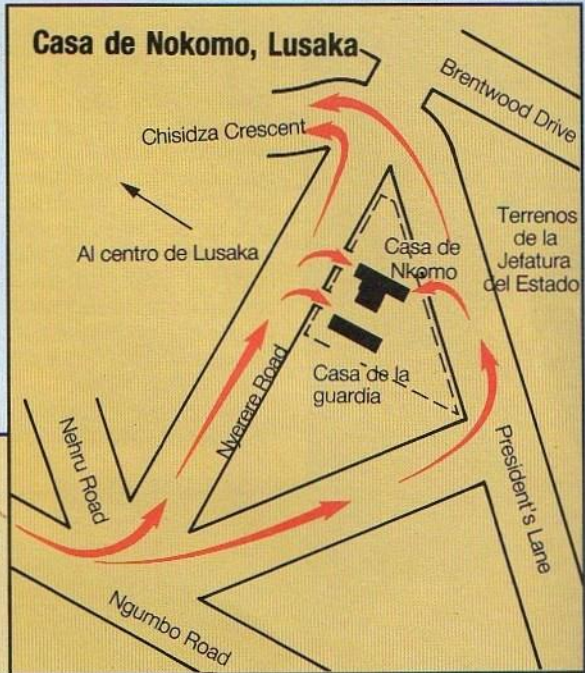 Casa de Nokomo, Lusaka
Brentwood Drive
Chisidza Crescent
Al centro de Lusaka
Terrenos
de la
Jefatura
del Estado
Casa de
Nkomo
Casa de la
guardia
Nyerere Road
Nehru Road
President's Lane
Ngumbo Road